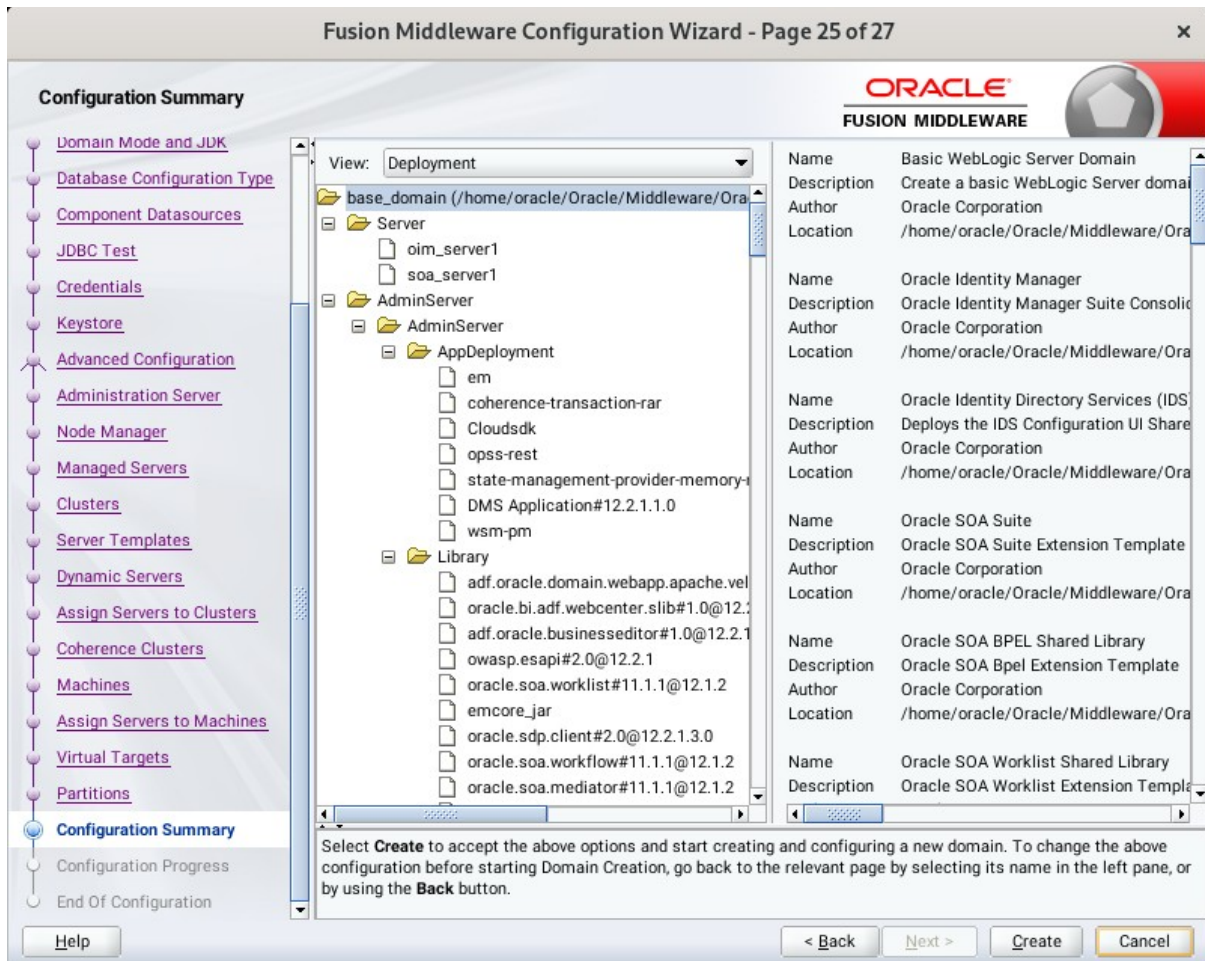 Fusion Middleware Configuration Wizard - Page 25 of 27
Configuration Summary
ORACLE
FUSION MIDDLEWARE
Domain Mode and JDK
Database Configuration Type
Component Datasources
JDBC Test
Credentials
Keystore
Advanced Configuration
Administration Server
Node Manager
Managed Servers
Clusters
Server Templates
Dynamic Servers
Assign Servers to Clusters
Coherence Clusters
Machines
Assign Servers to Machines
Virtual Targets
Partitions
Configuration Summary
Configuration Progress
End Of Configuration
View: Deployment
base_domain (/home/oracle/Oracle/Middleware/Ora
Server
oim_server1
soa_server1
AdminServer
AdminServer
AppDeployment
em
coherence-transaction-rar
Cloudsdk
opss-rest
state-management-provider-memory-
DMS Application#12.2.1.1.0
wsm-pm
Library
adf.oracle.domain.webapp.apache.vel
oracle.bi.adf.webcenter.slib#1.0@12.
adf.oracle.businesseditor#1.0@12.2.1
owasp.esapi#2.0@12.2.1
oracle.soa.worklist#11.1.1@12.1.2
emcore_jar
oracle.sdp.client#2.0@12.2.1.3.0
oracle.soa.workflow#11.1.1@12.1.2
oracle.soa.mediator#11.1.1@12.1.2
Name Basic WebLogic Server Domain
Description Create a basic WebLogic Server domai
Author Oracle Corporation
Location /home/oracle/Oracle/Middleware/Ora
Name Oracle Identity Manager
Description Oracle Identity Manager Suite Consolid
Author Oracle Corporation
Location /home/oracle/Oracle/Middleware/Ora
Name Oracle Identity Directory Services (IDS
Description Deploys the IDS Configuration UI Share
Author Oracle Corporation
Location /home/oracle/Oracle/Middleware/Ora
Name Oracle SOA Suite
Description Oracle SOA Suite Extension Template
Author Oracle Corporation
Location /home/oracle/Oracle/Middleware/Ora
Name Oracle SOA BPEL Shared Library
Description Oracle SOA Bpel Extension Template
Author Oracle Corporation
Location /home/oracle/Oracle/Middleware/Ora
Name Oracle SOA Worklist Shared Library
Description Oracle SOA Worklist Extension Templa
Select Create to accept the above options and start creating and configuring a new domain. To change the above
configuration before starting Domain Creation, go back to the relevant page by selecting its name in the left pane, or
by using the Back button.
Help
< Back
Next >
Create
Cancel